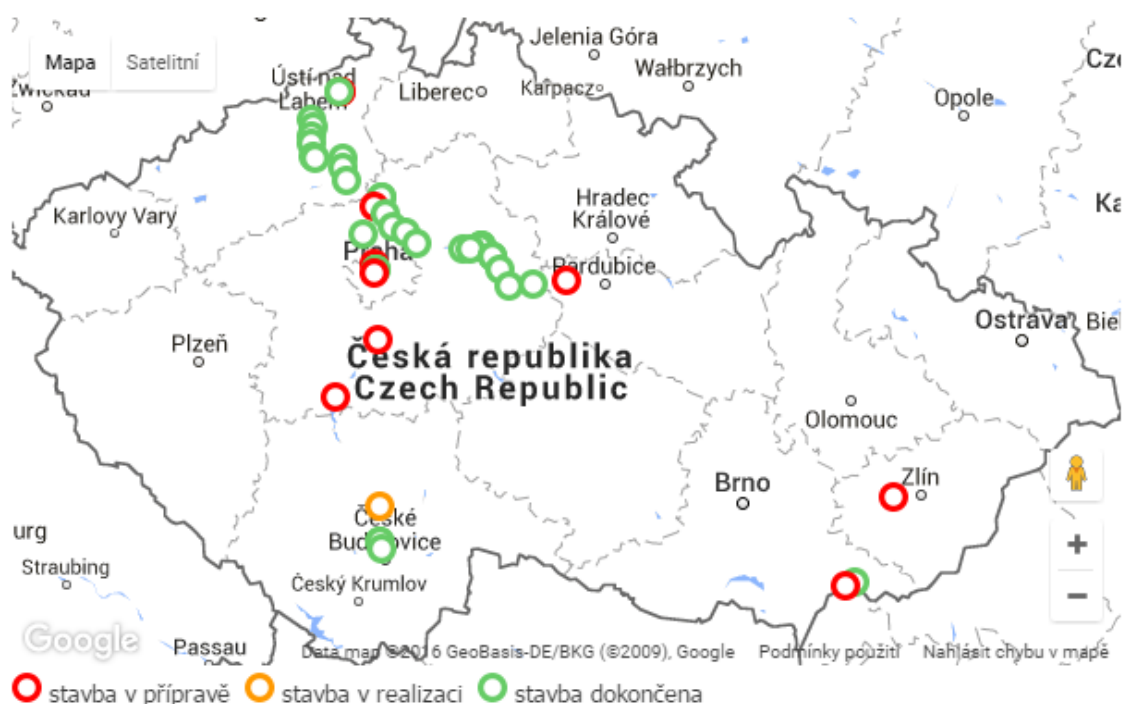 Jelenia Góra
Mapa
Satelitní
Wałbrzych
Zwickau
Ústí nad
Labem
Liberec
Karpacz
Opole
Karlovy Vary
Hradec
Králové
Praha
Pardubice
Plzeň
Ostrava
Česká republika
Czech Republic
Olomouc
Brno
Zlín
České
Budějovice
urg
Straubing
Český Krumlov
Google
Passau
Data map ©2016 GeoBasis-DE/BKG (©2009), Google
Podmínky použití
Nahlásit chybu v mapě
stavba v přípravě
stavba v realizaci
stavba dokončena